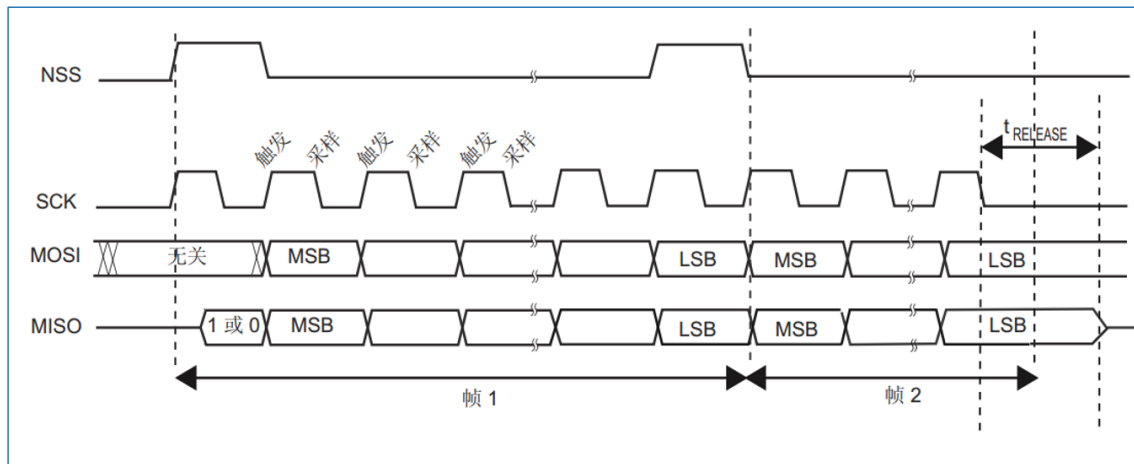 NSS
t RELEASE
触发 采样 触发 采样 触发 采样
SCK
MOSI 无关 MSB LSB MSB LSB
MISO 1 或 0 MSB LSB MSB LSB
帧 1 帧 2